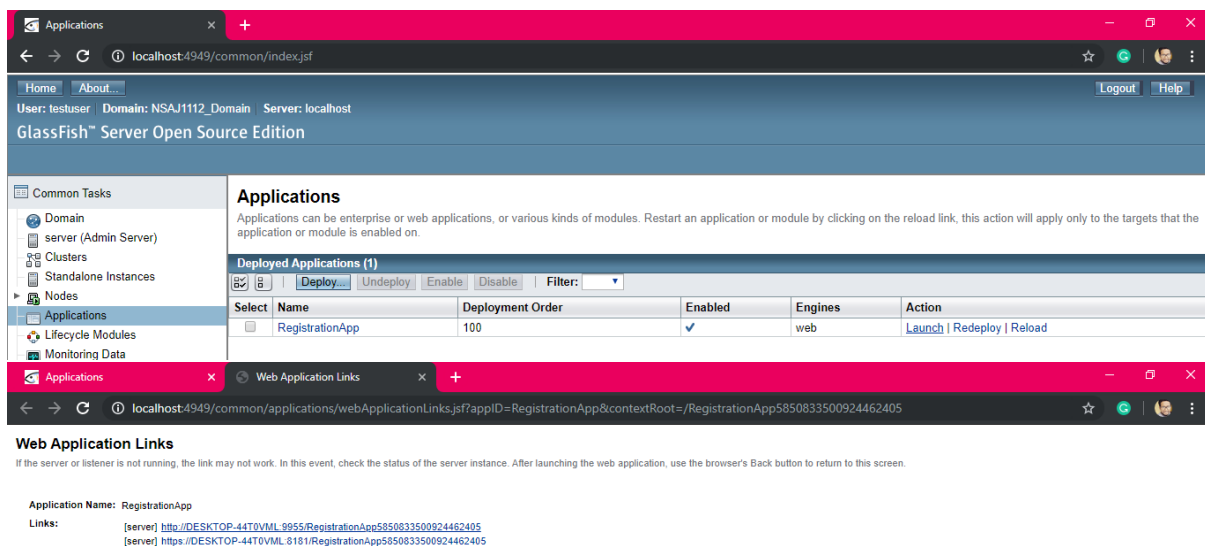 Applications
localhost:4949/common/index.jsf
Home About...
Logout Help
User: testuser Domain: NSAJ1112_Domain Server: localhost
GlassFish™ Server Open Source Edition
Common Tasks
Domain
server (Admin Server)
Clusters
Standalone Instances
Nodes
Applications
Lifecycle Modules
Monitoring Data
Applications
Applications can be enterprise or web applications, or various kinds of modules. Restart an application or module by clicking on the reload link, this action will apply only to the targets that the
application or module is enabled on.
Deployed Applications (1)
Deploy... Undeploy Enable Disable Filter:
Select Name Deployment Order Enabled Engines Action
RegistrationApp 100 web Launch | Redeploy | Reload
Applications Web Application Links
localhost:4949/common/applications/webApplicationLinks.jsf?appID=RegistrationApp&contextRoot=/RegistrationApp5850833500924462405
Web Application Links
If the server or listener is not running, the link may not work. In this event, check the status of the server instance. After launching the web application, use the browser's Back button to return to this screen.
Application Name: RegistrationApp
Links: [server] http://DESKTOP-44T0VML:9955/RegistrationApp5850833500924462405
[server] https://DESKTOP-44T0VML:8181/RegistrationApp5850833500924462405